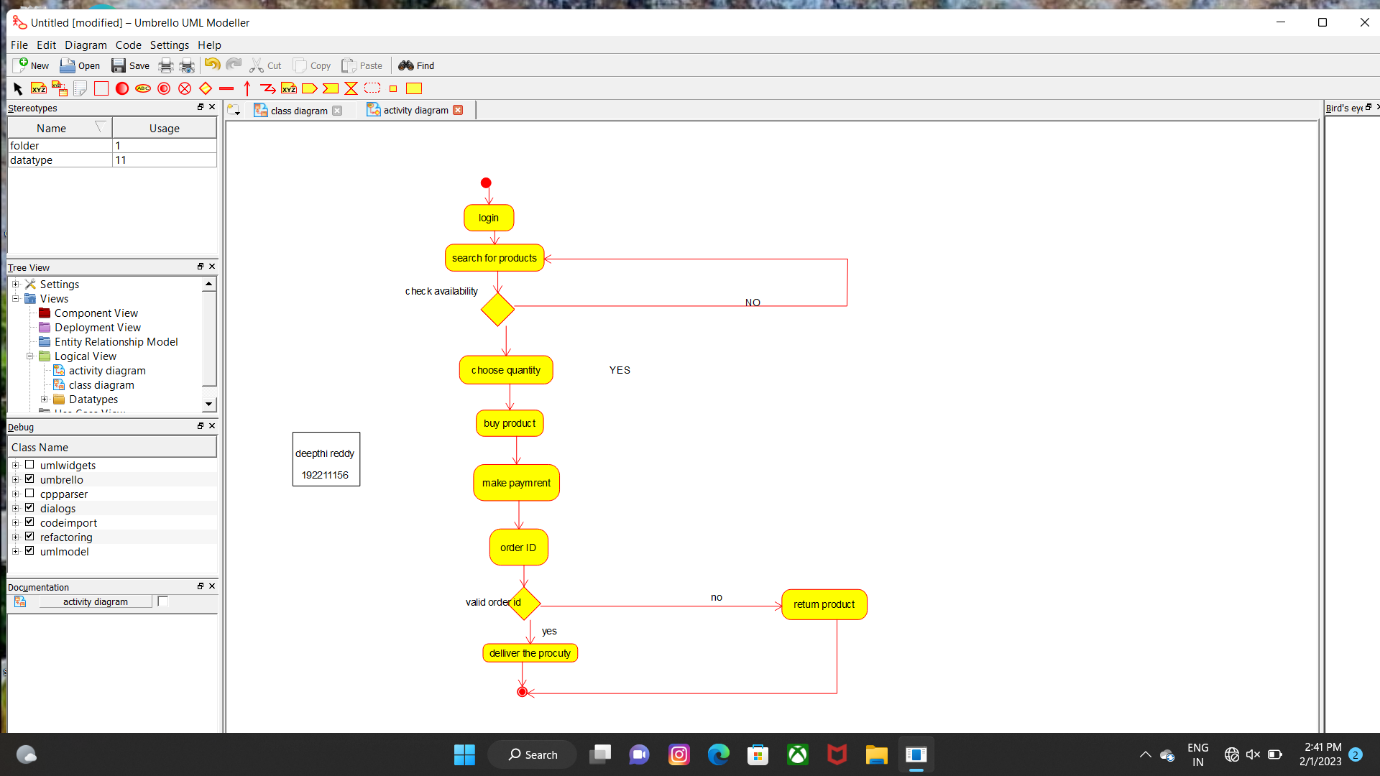 Untitled [modified] – Umbrello UML Modeller
File Edit Diagram Code Settings Help
New Open Save Cut Copy Paste Find
Stereotypes
Name Usage
folder 1
datatype 11
Tree View
Settings
Views
Component View
Deployment View
Entity Relationship Model
Logical View
activity diagram
class diagram
Datatypes
Debug
Class Name
umlwidgets
umbrello
cppparser
dialogs
codeimport
refactoring
umlmodel
Documentation
activity diagram
class diagram activity diagram
login
search for products
check availability
NO
choose quantity YES
buy product
deepthi reddy
192211156
make paymrent
order ID
valid order id no return product
yes
delliver the procuty
Bird's eye
Search
ENG
IN
2:41 PM
2/1/2023
2